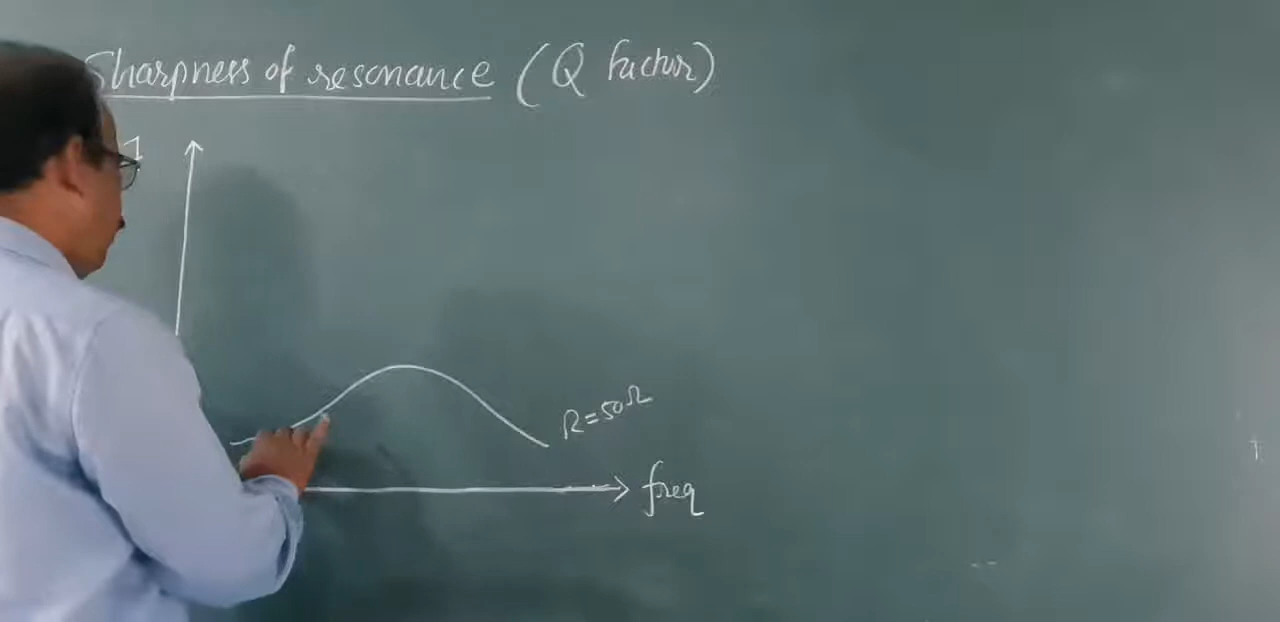 Sharpness of resonance (Q factor)
R=50Ω
freq